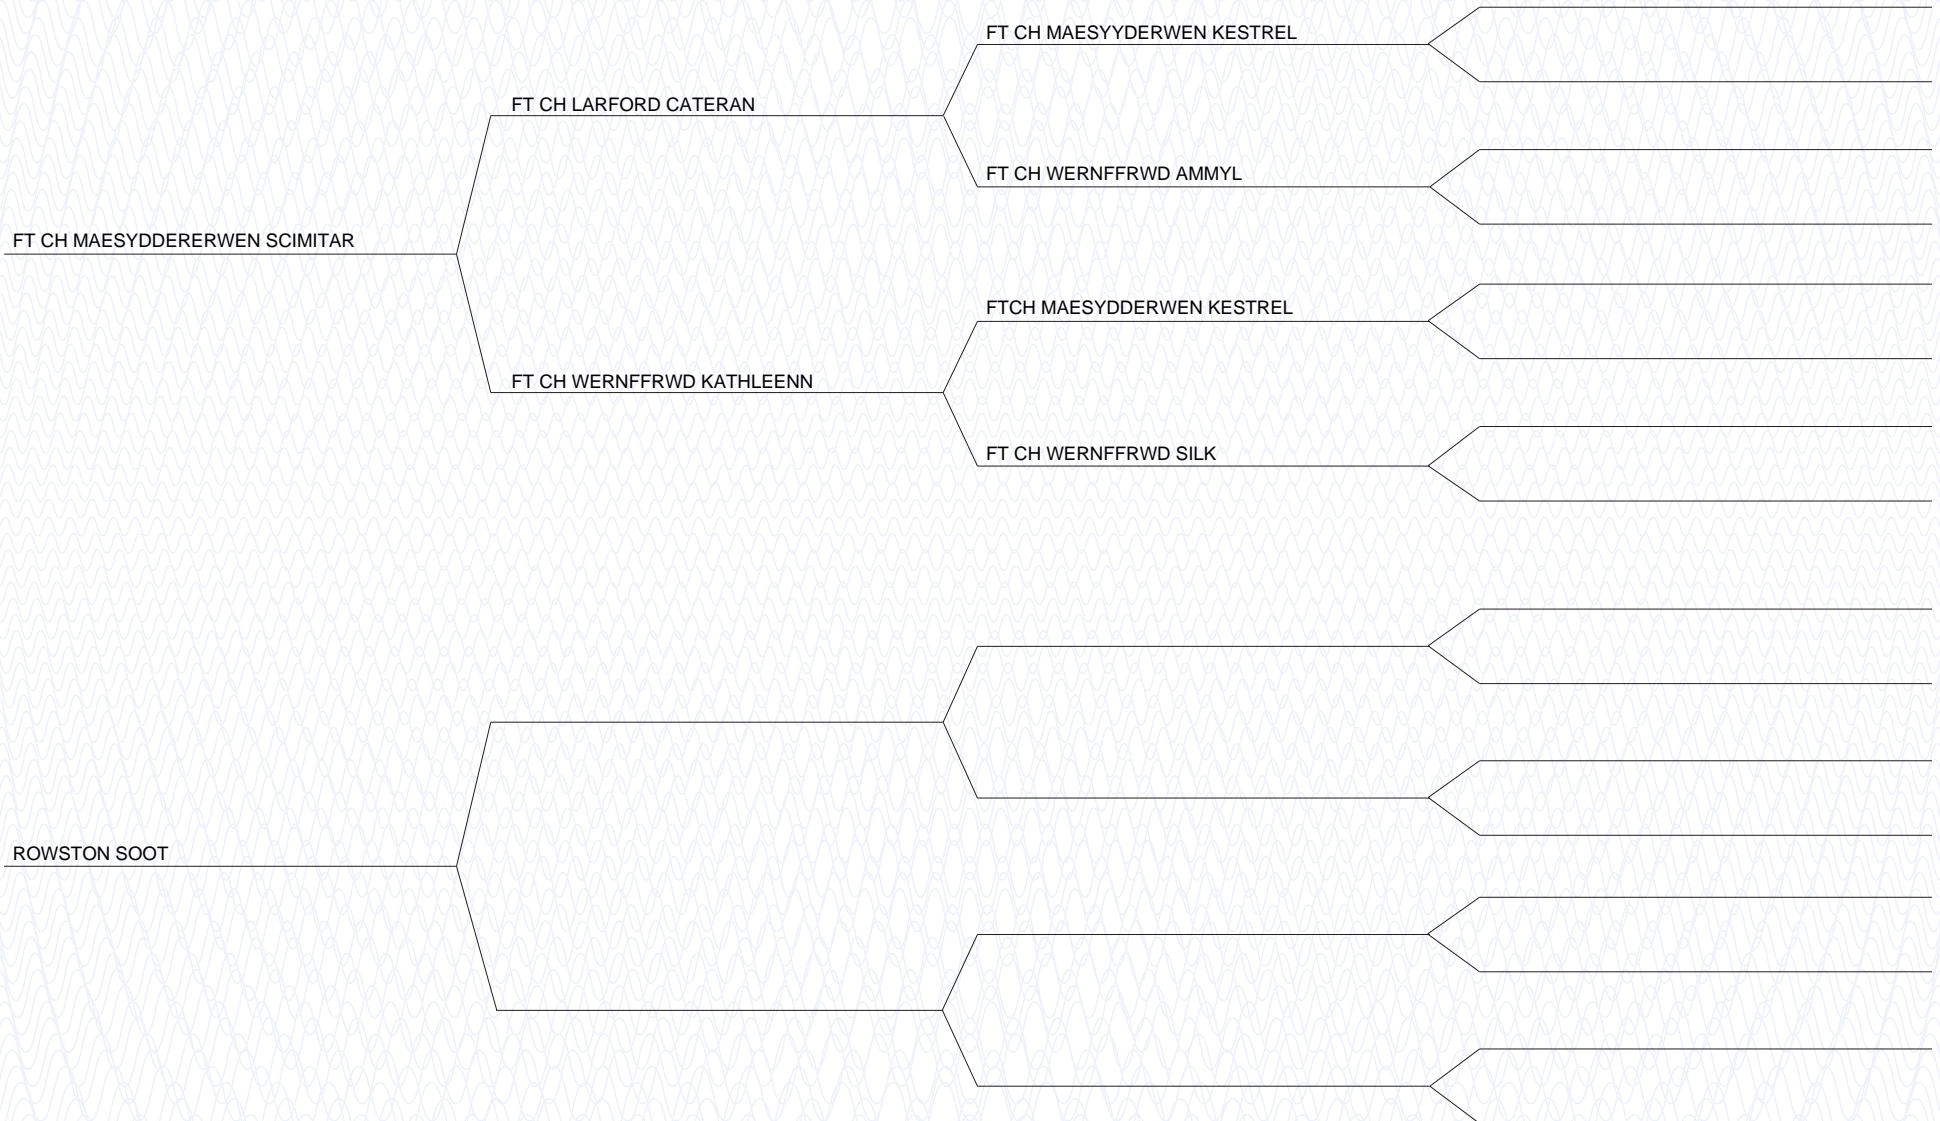 FT CH MAESYYDERWEN KESTREL
FT CH LARFORD CATERAN
FT CH WERNFFRWD AMMYL
FT CH MAESYDDERERWEN SCIMITAR
FTCH MAESYDDERWEN KESTREL
FT CH WERNFFRWD KATHLEENN
FT CH WERNFFRWD SILK
ROWSTON SOOT